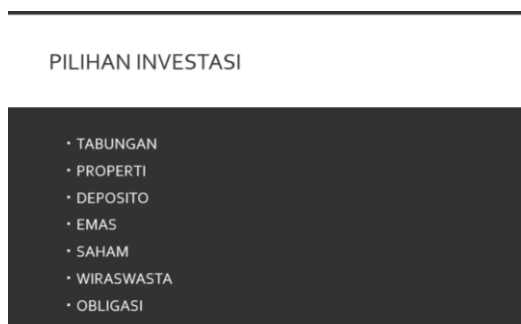 PILIHAN INVESTASI
• TABUNGAN
• PROPERTI
• DEPOSITO
• EMAS
• SAHAM
• WIRASWASTA
• OBLIGASI